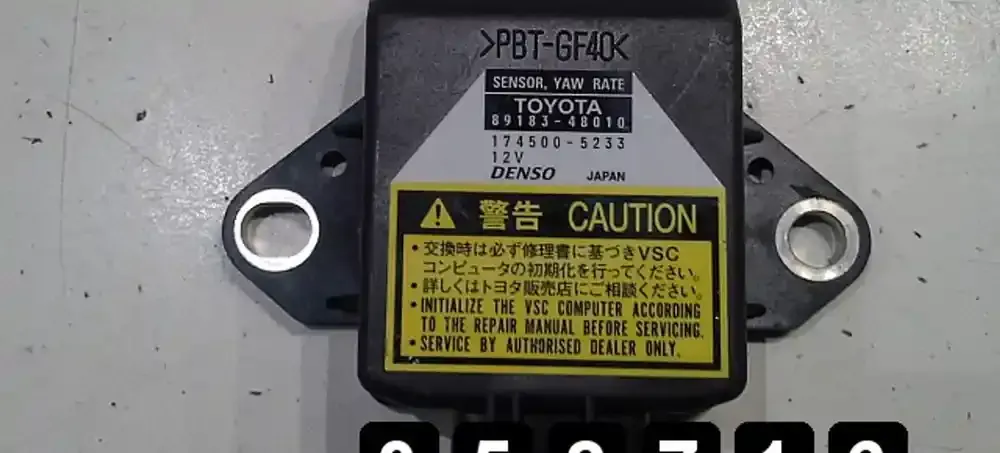 >PBT-GF40<
SENSOR, YAW RATE
TOYOTA
89183-48010
174500-5233
12V
DENSO JAPAN
警告 CAUTION
・交換時は必ず修理書に基づきVSC
コンピュータの初期化を行ってください。
・詳しくはトヨタ販売店にご相談ください。
・INITIALIZE THE VSC COMPUTER ACCORDING
TO THE REPAIR MANUAL BEFORE SERVICING.
・SERVICE BY AUTHORISED DEALER ONLY.